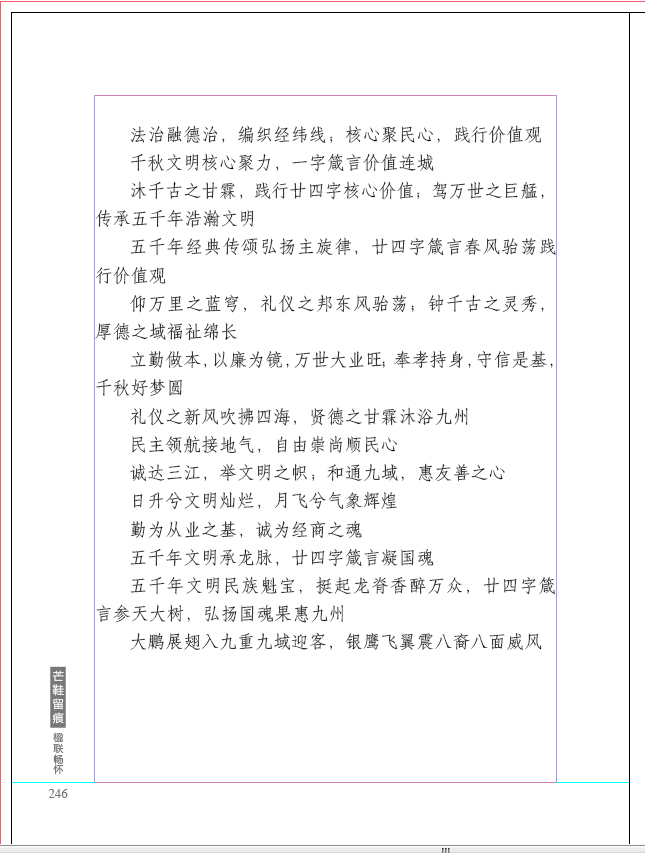 法治融德治，编织经纬线；核心聚民心，践行价值观
千秋文明核心聚力，一字箴言价值连城
沐千古之甘霖，践行廿四字核心价值；驾万世之巨艋，
传承五千年浩瀚文明
五千年经典传颂弘扬主旋律，廿四字箴言春风骀荡践
行价值观
仰万里之蓝穹，礼仪之邦东风骀荡；钟千古之灵秀，
厚德之域福祉绵长
立勤做本，以廉为镜，万世大业旺；奉孝持身，守信是基，
千秋好梦圆
礼仪之新风吹拂四海，贤德之甘霖沐浴九州
民主领航接地气，自由崇尚顺民心
诚达三江，举文明之帜；和通九域，惠友善之心
日升兮文明灿烂，月飞兮气象辉煌
勤为从业之基，诚为经商之魂
五千年文明承龙脉，廿四字箴言凝国魂
五千年文明民族魁宝，挺起龙脊香醉万众，廿四字箴
言参天大树，弘扬国魂果惠九州
大鹏展翅入九重九域迎客，银鹰飞翼震八裔八面威风
芒鞋留痕
楹联畅怀
246